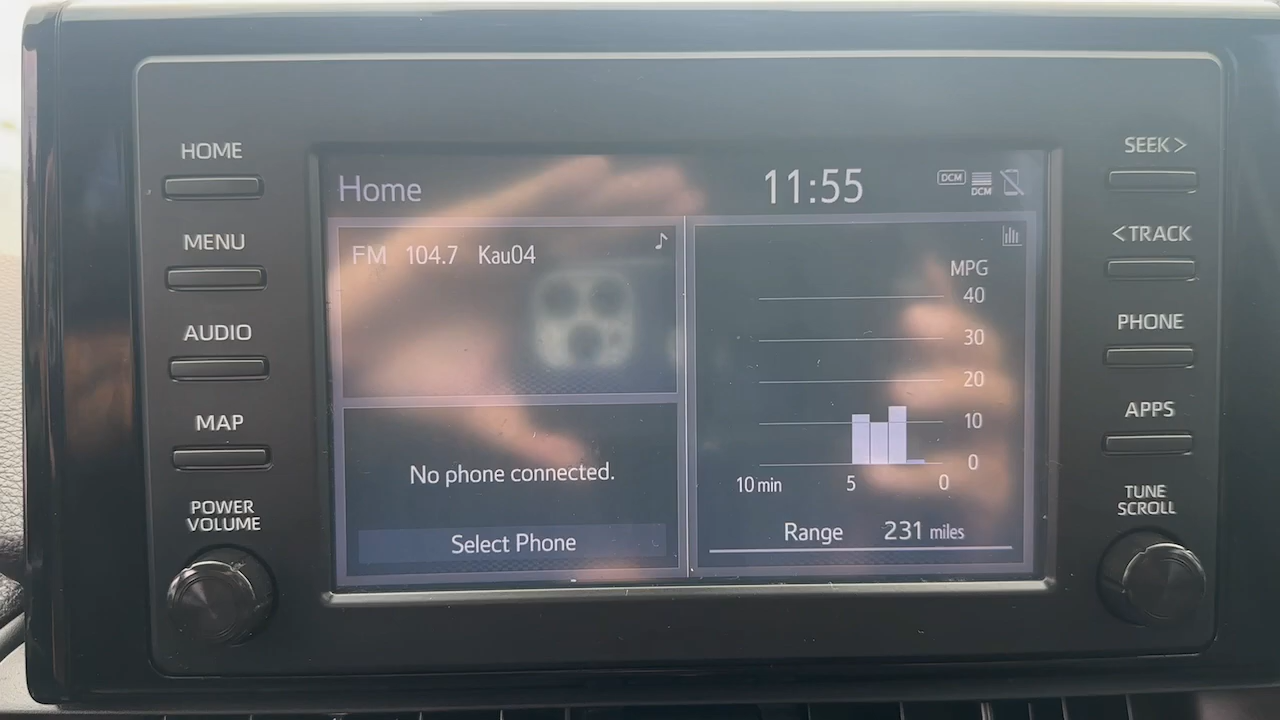 HOME
MENU
AUDIO
MAP
POWER
VOLUME
Home 11:55 DCM DCM
FM 104.7 Kau04
No phone connected.
Select Phone
MPG
40
30
20
10
0
10 min 5 0
Range 231 miles
SEEK >
< TRACK
PHONE
APPS
TUNE
SCROLL